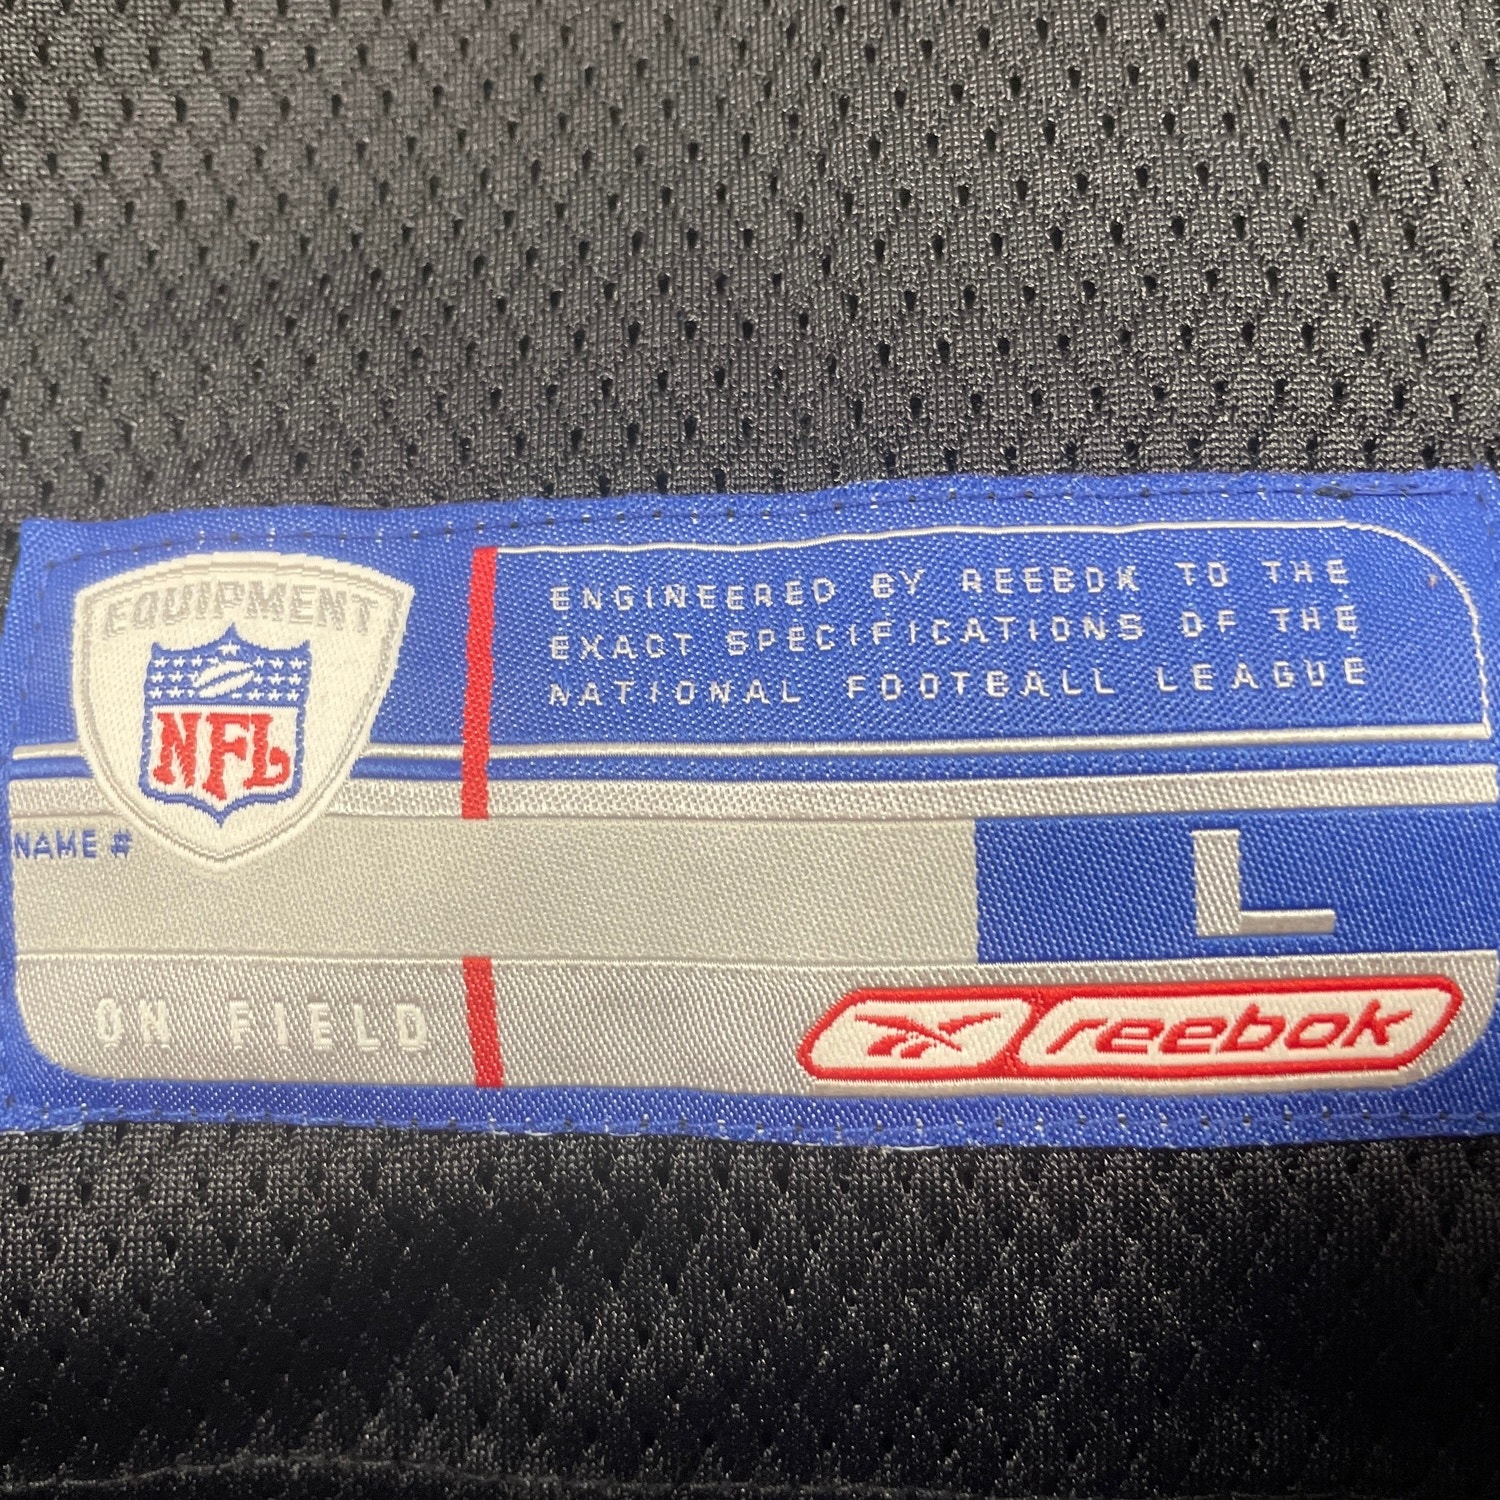 EQUIPMENT
NFL
ENGINEERED BY REEBOK TO THE
EXACT SPECIFICATIONS OF THE
NATIONAL FOOTBALL LEAGUE
NAME #
L
ON FIELD
reebok